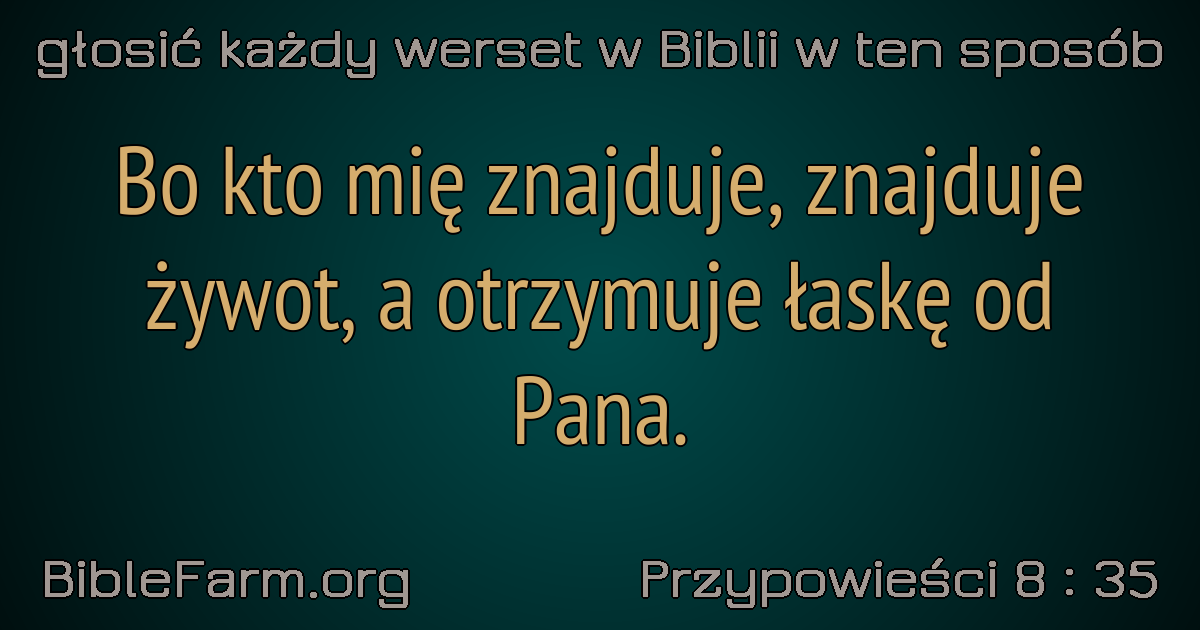 głosić każdy werset w Biblii w ten sposób
Bo kto mię znajduje, znajduje
żywot, a otrzymuje łaskę od
Pana.
BibleFarm.org
Przypowieści 8 : 35